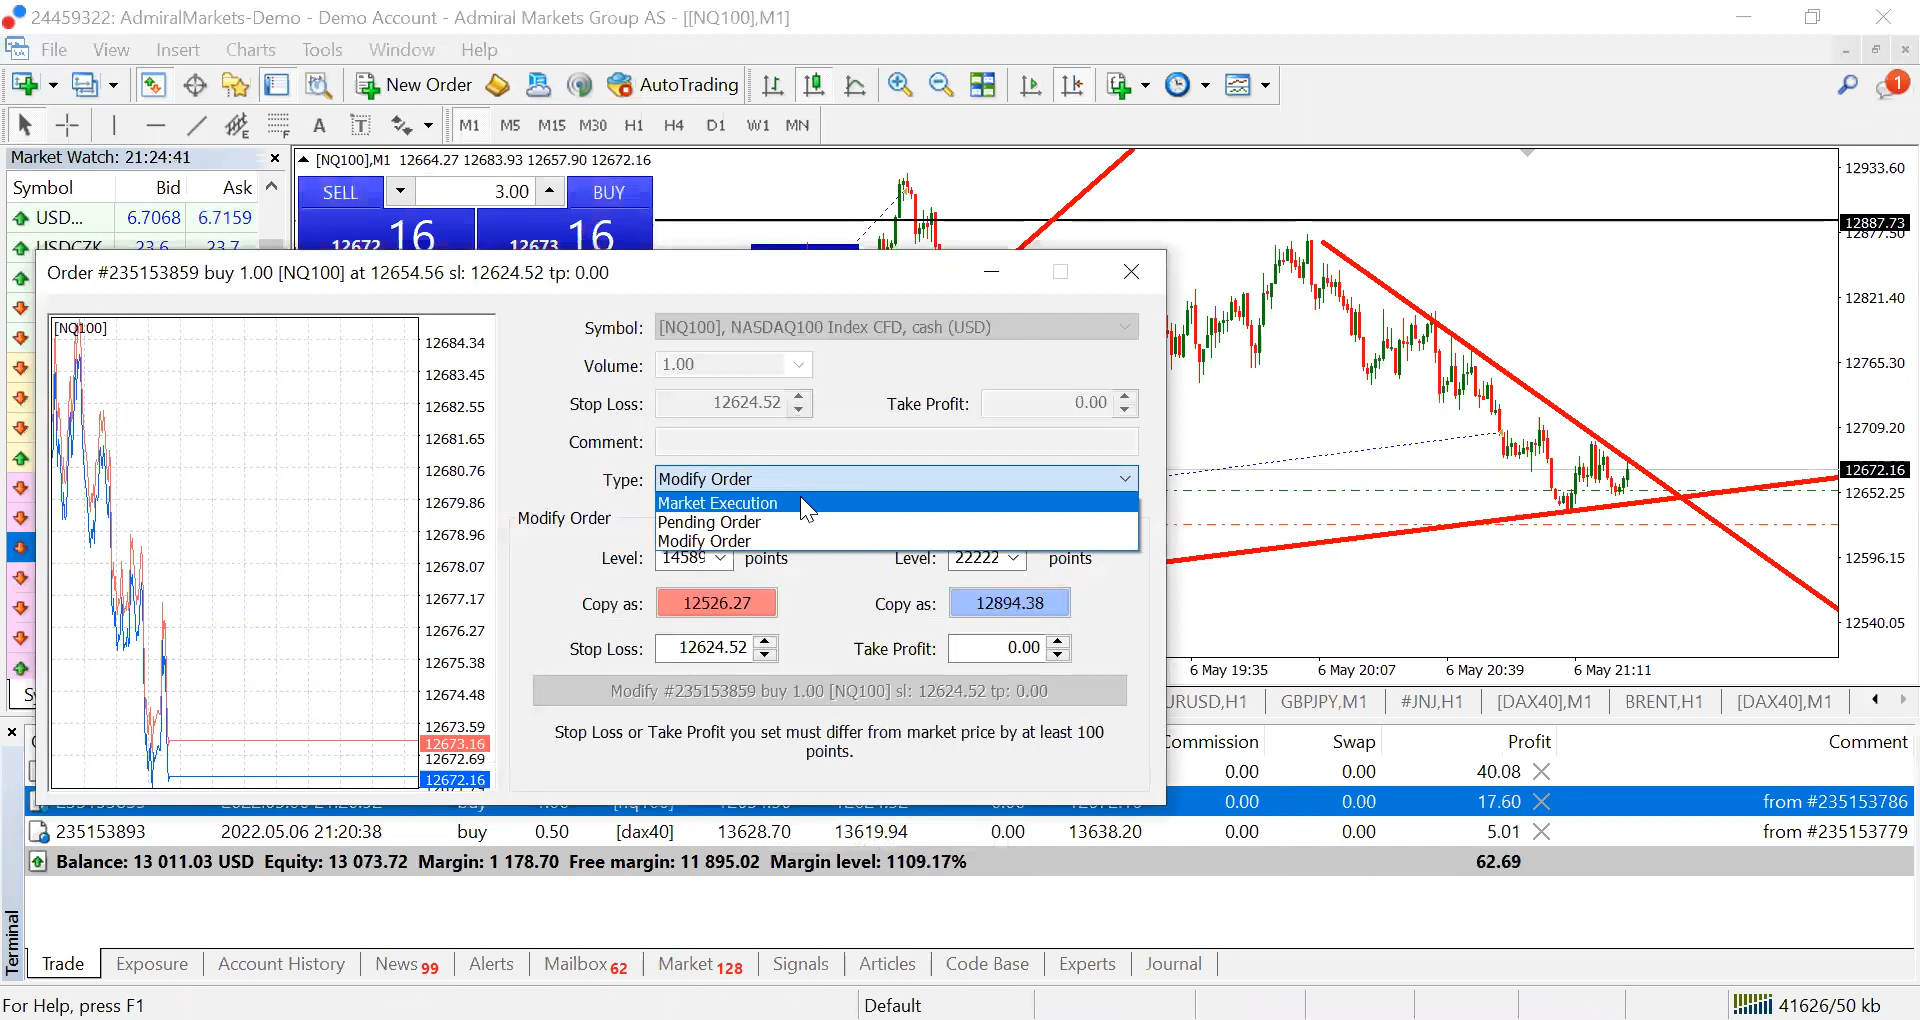 24459322: AdmiralMarkets-Demo - Demo Account - Admiral Markets Group AS - [[NQ100],M1]
File View Insert Charts Tools Window Help
New Order AutoTrading 1
A T M1 M5 M15 M30 H1 H4 D1 W1 MN
Market Watch: 21:24:41
Symbol Bid Ask
USD... 6.7068 6.7159
USDCZK 23.6 23.7
[NQ100],M1 12664.27 12683.93 12657.90 12672.16
SELL 3.00 BUY
12672 16 12673 16
12933.60
12887.73
12877.50
12821.40
12765.30
12709.20
12672.16
12652.25
12596.15
12540.05
6 May 19:35 6 May 20:07 6 May 20:39 6 May 21:11
Order #235153859 buy 1.00 [NQ100] at 12654.56 sl: 12624.52 tp: 0.00
[NQ100]
12684.34
12683.45
12682.55
12681.65
12680.76
12679.86
12678.96
12678.07
12677.17
12676.27
12675.38
12674.48
12673.59
12673.16
12672.69
12672.16
Symbol: [NQ100], NASDAQ100 Index CFD, cash (USD)
Volume: 1.00
Stop Loss: 12624.52 Take Profit: 0.00
Comment:
Type: Modify Order
Market Execution
Pending Order
Modify Order
Modify Order
Level: 14589 points Level: 22222 points
Copy as: 12526.27 Copy as: 12894.38
Stop Loss: 12624.52 Take Profit: 0.00
Modify #235153859 buy 1.00 [NQ100] sl: 12624.52 tp: 0.00
Stop Loss or Take Profit you set must differ from market price by at least 100
points.
URUSD,H1 GBPJPY,M1 #JNJ,H1 [DAX40],M1 BRENT,H1 [DAX40],M1
Commission Swap Profit Comment
0.00 0.00 40.08
0.00 0.00 17.60 from #235153786
235153893 2022.05.06 21:20:38 buy 0.50 [dax40] 13628.70 13619.94 0.00 13638.20 0.00 0.00 5.01 from #235153779
Balance: 13 011.03 USD Equity: 13 073.72 Margin: 1 178.70 Free margin: 11 895.02 Margin level: 1109.17% 62.69
Terminal
Trade Exposure Account History News 99 Alerts Mailbox 62 Market 128 Signals Articles Code Base Experts Journal
For Help, press F1 Default 41626/50 kb